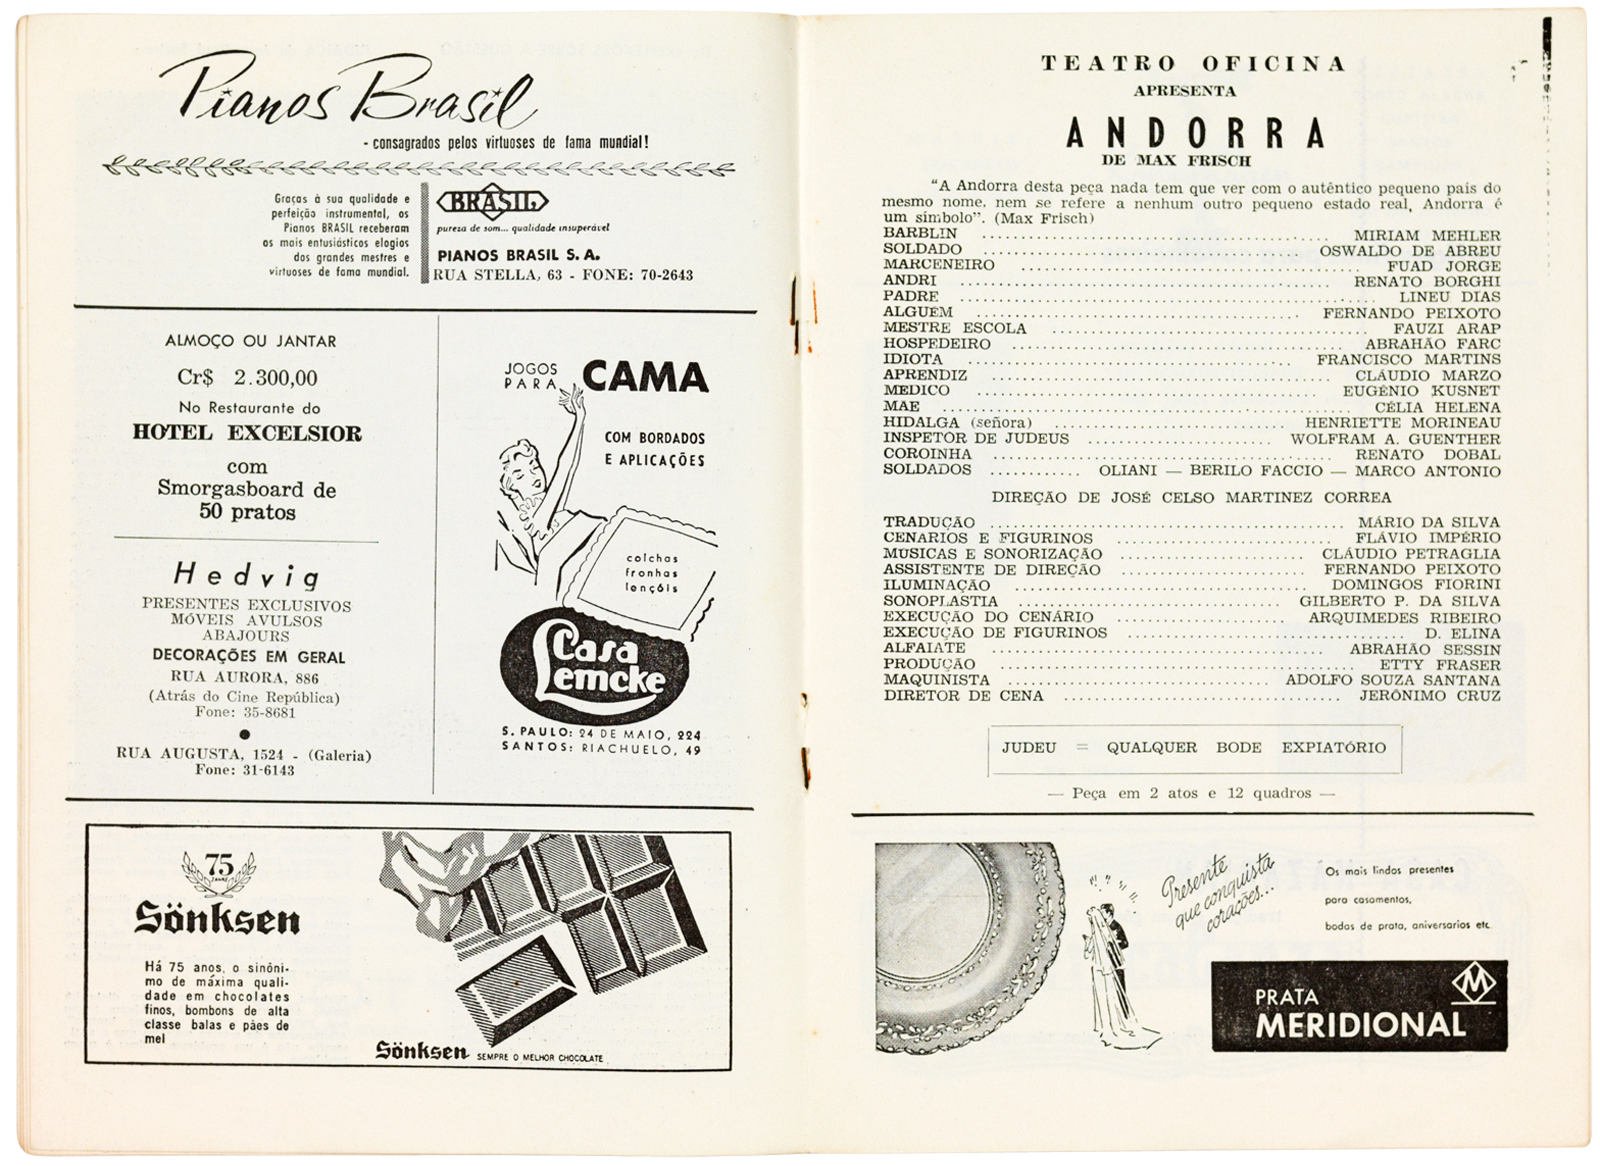 Pianos Brasil
- consagrados pelos virtuoses de fama mundial!
Graças à sua qualidade e
perfeição instrumental, os
Pianos BRASIL receberam
os mais entusiásticos elogios
dos grandes mestres e
virtuoses de fama mundial.
BRASIL
pureza de som... qualidade insuperável
PIANOS BRASIL S. A.
RUA STELLA, 63 - FONE: 70-2643
ALMOÇO OU JANTAR
Cr$ 2.300,00
No Restaurante do
HOTEL EXCELSIOR
com
Smorgasboard de
50 pratos
Hedvig
PRESENTES EXCLUSIVOS
MÓVEIS AVULSOS
ABAJOURS
DECORAÇÕES EM GERAL
RUA AURORA, 886
(Atrás do Cine República)
Fone: 35-8681
RUA AUGUSTA, 1524 - (Galeria)
Fone: 31-6143
JOGOS
PARA CAMA
COM BORDADOS
E APLICAÇÕES
colchas
fronhas
lençóis
Casa
Lemcke
S. PAULO: 24 DE MAIO, 224
SANTOS: RIACHUELO, 49
75
JAHRE
Sönksen
Há 75 anos, o sinôni-
mo de máxima quali-
dade em chocolates
finos, bombons de alta
classe balas e pães de
mel
Sönksen SEMPRE O MELHOR CHOCOLATE
TEATRO OFICINA
APRESENTA
ANDORRA
DE MAX FRISCH
"A Andorra desta peça nada tem que ver com o autêntico pequeno país do
mesmo nome, nem se refere a nenhum outro pequeno estado real, Andorra é
um símbolo". (Max Frisch)
BARBLIN ........ MIRIAM MEHLER
SOLDADO ........ OSWALDO DE ABREU
MARCENEIRO ........ FUAD JORGE
ANDRI ........ RENATO BORGHI
PADRE ........ LINEU DIAS
ALGUÉM ........ FERNANDO PEIXOTO
MESTRE ESCOLA ........ FAUZI ARAP
HOSPEDEIRO ........ ABRAHÃO FARC
IDIOTA ........ FRANCISCO MARTINS
APRENDIZ ........ CLÁUDIO MARZO
MEDICO ........ EUGÊNIO KUSNET
MAE ........ CÉLIA HELENA
HIDALGA (señora) ........ HENRIETTE MORINEAU
INSPETOR DE JUDEUS ........ WOLFRAM A. GUENTHER
COROINHA ........ RENATO DOBAL
SOLDADOS ........ OLIANI — BERILO FACCIO — MARCO ANTONIO
DIREÇÃO DE JOSÉ CELSO MARTINEZ CORREA
TRADUÇÃO ........ MÁRIO DA SILVA
CENARIOS E FIGURINOS ........ FLÁVIO IMPÉRIO
MUSICAS E SONORIZAÇÃO ........ CLÁUDIO PETRAGLIA
ASSISTENTE DE DIREÇÃO ........ FERNANDO PEIXOTO
ILUMINAÇÃO ........ DOMINGOS FIORINI
SONOPLASTIA ........ GILBERTO P. DA SILVA
EXECUÇÃO DO CENÁRIO ........ ARQUIMEDES RIBEIRO
EXECUÇÃO DE FIGURINOS ........ D. ELINA
ALFAIATE ........ ABRAHÃO SESSIN
PRODUÇÃO ........ ETTY FRASER
MAQUINISTA ........ ADOLFO SOUZA SANTANA
DIRETOR DE CENA ........ JERÔNIMO CRUZ
JUDEU = QUALQUER BODE EXPIATÓRIO
— Peça em 2 atos e 12 quadros —
Presente
que conquista
corações...
Os mais lindos presentes
para casamentos,
bodas de prata, aniversarios etc.
M
PRATA
MERIDIONAL